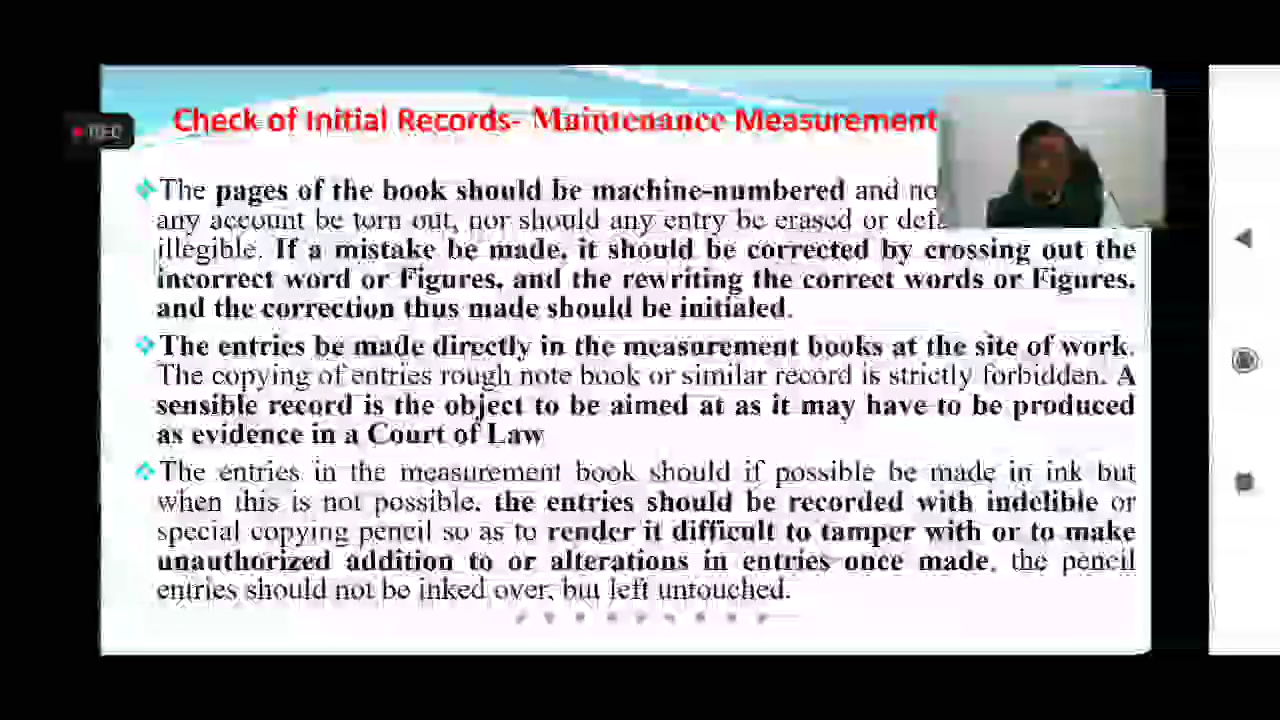 REC
Check of Initial Records- Maintenance Measurement
The pages of the book should be machine-numbered and no
any account be torn out, nor should any entry be erased or defa
illegible. If a mistake be made, it should be corrected by crossing out the
incorrect word or Figures, and the rewriting the correct words or Figures,
and the correction thus made should be initialed.
The entries be made directly in the measurement books at the site of work.
The copying of entries rough note book or similar record is strictly forbidden. A
sensible record is the object to be aimed at as it may have to be produced
as evidence in a Court of Law
The entries in the measurement book should if possible be made in ink but
when this is not possible, the entries should be recorded with indelible or
special copying pencil so as to render it difficult to tamper with or to make
unauthorized addition to or alterations in entries once made, the pencil
entries should not be inked over, but left untouched.